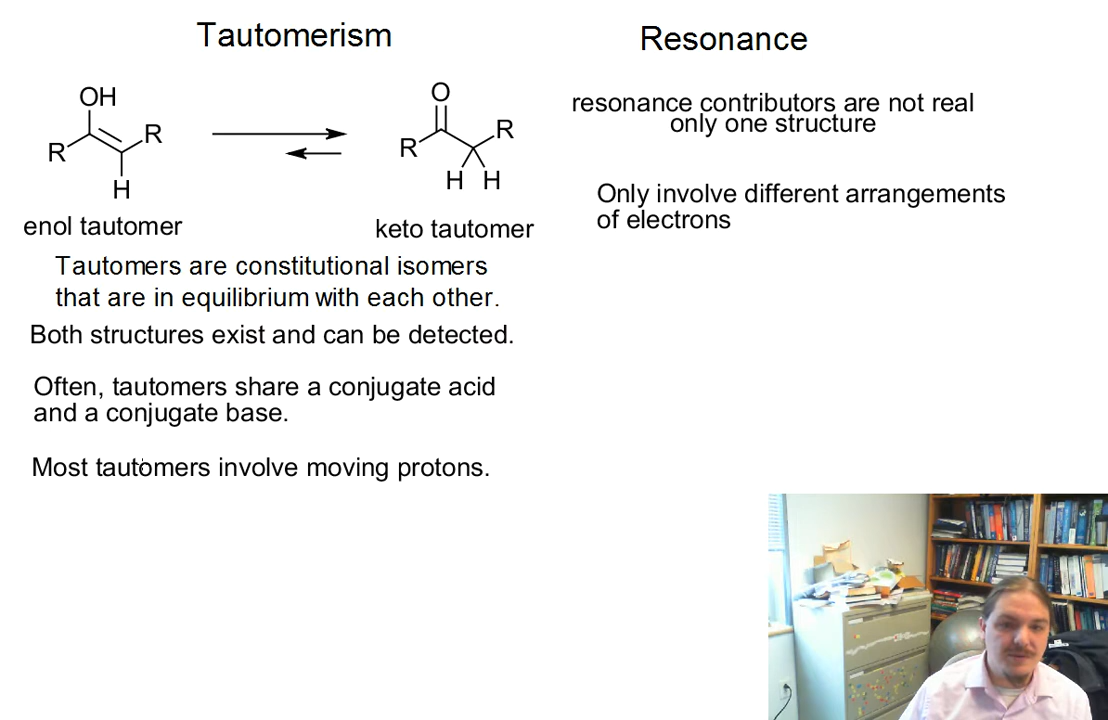 Tautomerism
OH
R
R
H
enol tautomer
O
R
R
H H
keto tautomer
Tautomers are constitutional isomers
that are in equilibrium with each other.
Both structures exist and can be detected.
Often, tautomers share a conjugate acid
and a conjugate base.
Most tautomers involve moving protons.
Resonance
resonance contributors are not real
only one structure
Only involve different arrangements
of electrons